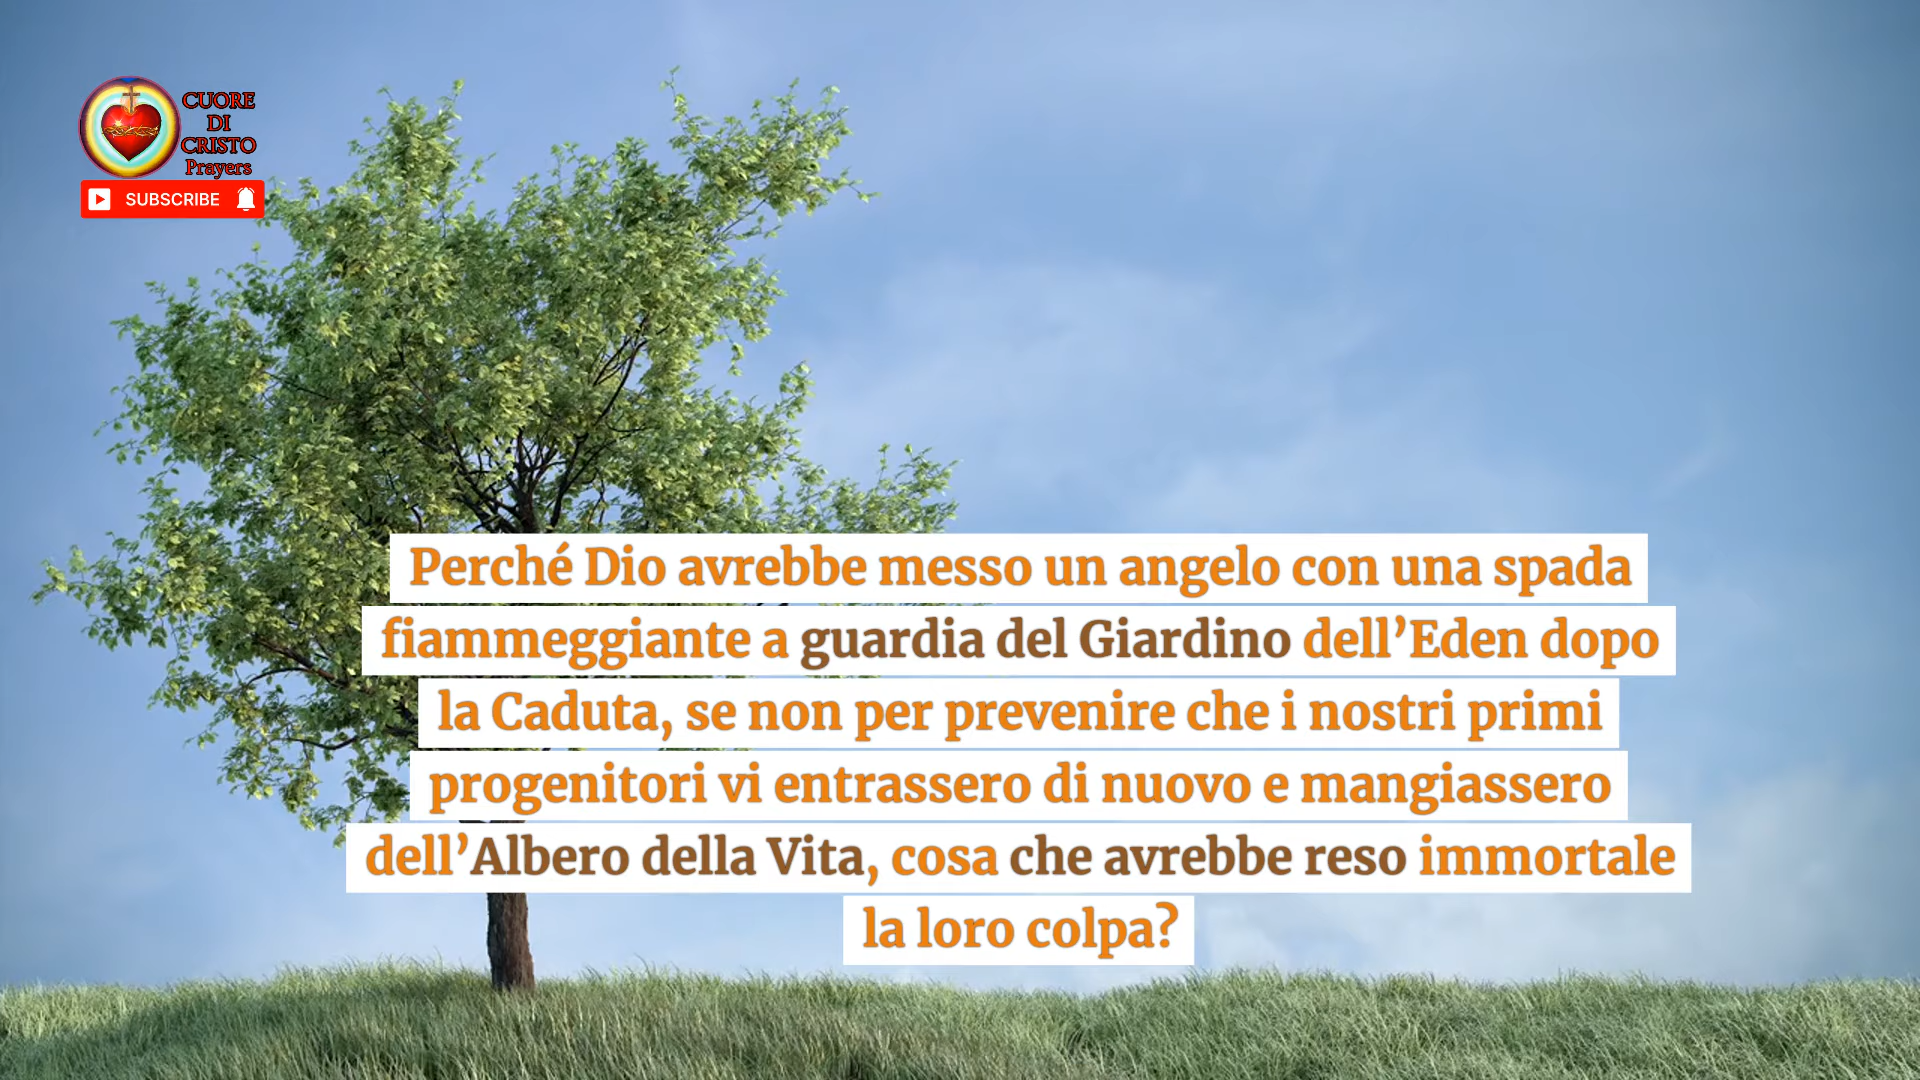 CUORE
DI
CRISTO
Prayers
SUBSCRIBE
Perché Dio avrebbe messo un angelo con una spada
fiammeggiante a guardia del Giardino dell’Eden dopo
la Caduta, se non per prevenire che i nostri primi
progenitori vi entrassero di nuovo e mangiassero
dell’Albero della Vita, cosa che avrebbe reso immortale
la loro colpa?